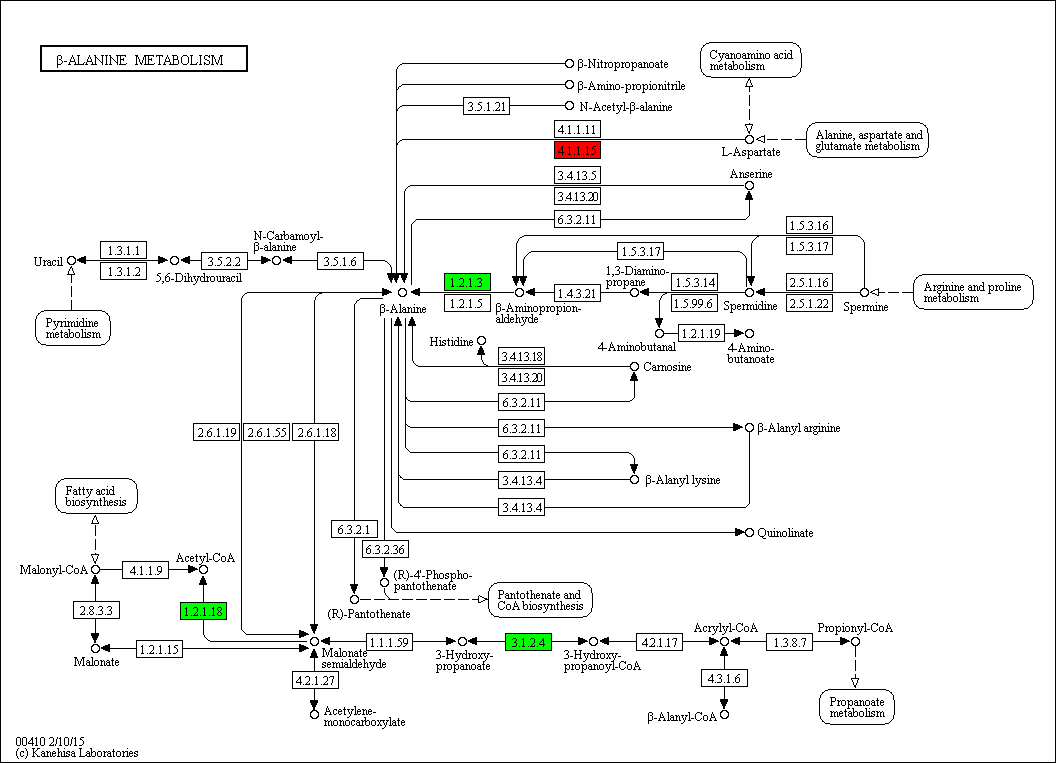 β-ALANINE METABOLISM
β-Nitropropanoate
β-Amino-propionitrile
3.5.1.21
N-Acetyl-β-alanine
Cyanoamino acid
metabolism
4.1.1.11
4.1.1.15
L-Aspartate
Alanine, aspartate and
glutamate metabolism
3.4.13.5
3.4.13.20
Anserine
6.3.2.11
1.5.3.16
1.5.3.17
1.5.3.17
Uracil
1.3.1.1
1.3.1.2
5,6-Dihydrouracil
3.5.2.2
N-Carbamoyl-
β-alanine
3.5.1.6
Pyrimidine
metabolism
β-Alanine
1.2.1.3
1.2.1.5
β-Aminopropion-
aldehyde
1.4.3.21
1,3-Diamino-
propane
1.5.3.14
1.5.99.6
Spermidine
2.5.1.16
2.5.1.22
Spermine
Arginine and proline
metabolism
4-Aminobutanal
1.2.1.19
4-Amino-
butanoate
Histidine
3.4.13.18
3.4.13.20
Carnosine
6.3.2.11
6.3.2.11
β-Alanyl arginine
6.3.2.11
3.4.13.4
β-Alanyl lysine
3.4.13.4
2.6.1.19
2.6.1.55
2.6.1.18
Quinolinate
6.3.2.1
6.3.2.36
(R)-4'-Phospho-
pantothenate
(R)-Pantothenate
Pantothenate and
CoA biosynthesis
Fatty acid
biosynthesis
Malonyl-CoA
4.1.1.9
Acetyl-CoA
2.8.3.3
1.2.1.18
Malonate
1.2.1.15
Malonate
semialdehyde
1.1.1.59
3-Hydroxy-
propanoate
3.1.2.4
3-Hydroxy-
propanoyl-CoA
4.2.1.17
Acrylyl-CoA
1.3.8.7
Propionyl-CoA
4.2.1.27
Acetylene-
monocarboxylate
4.3.1.6
β-Alanyl-CoA
Propanoate
metabolism
00410 2/10/15
(c) Kanehisa Laboratories